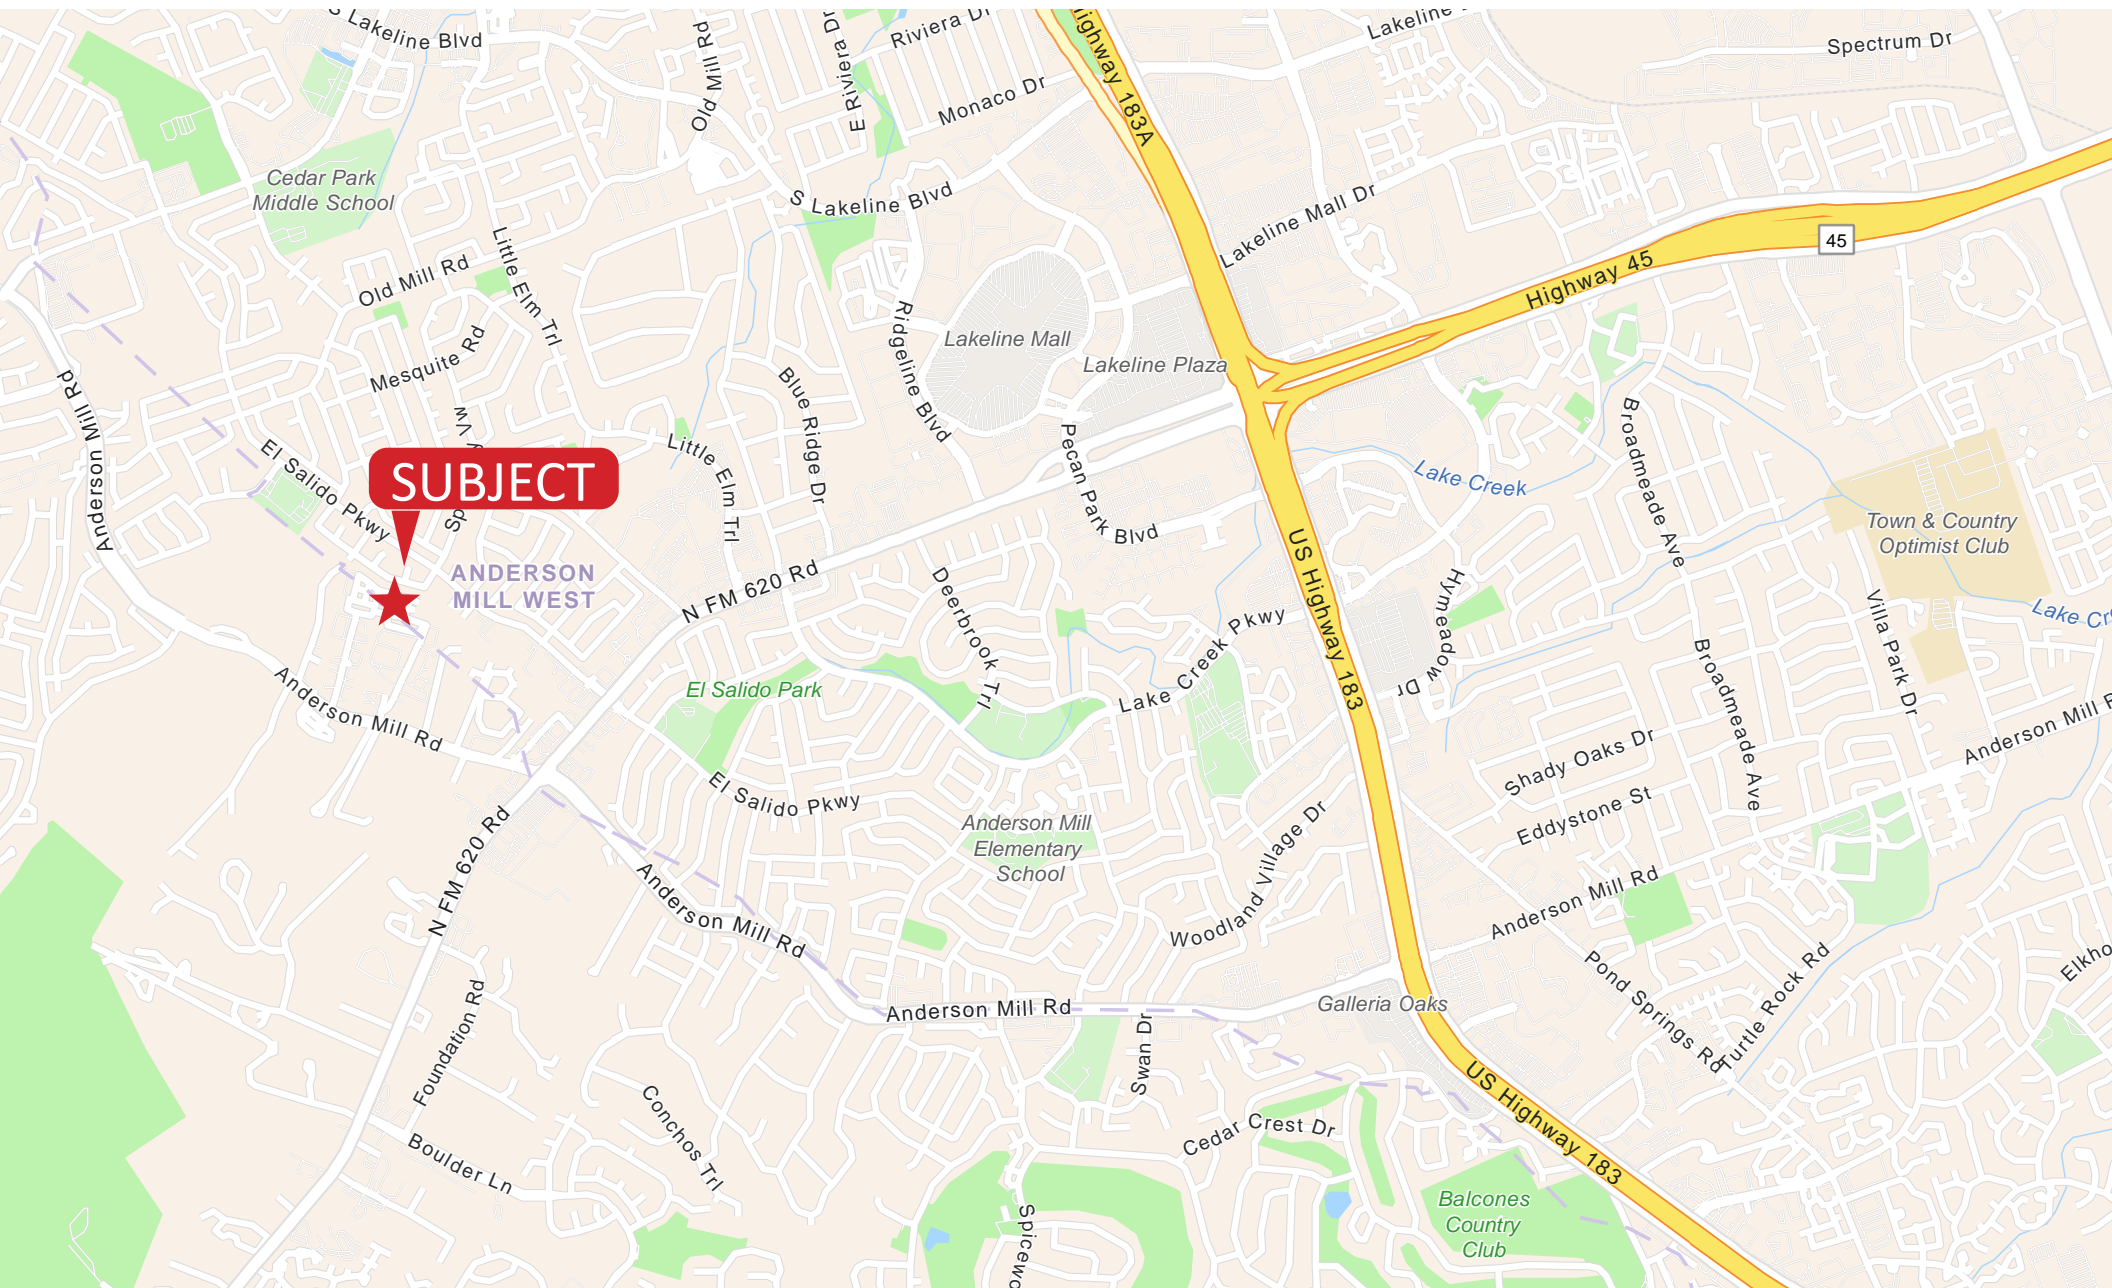 S Lakeline Blvd
Old Mill Rd
E Riviera Dr
Riviera Dr
Monaco Dr
Highway 183A
Lakeline
Spectrum Dr
Cedar Park
Middle School
S Lakeline Blvd
Lakeline Mall Dr
45
Highway 45
Old Mill Rd
Little Elm Trl
Mesquite Rd
Ridgeline Blvd
Lakeline Mall
Lakeline Plaza
Anderson Mill Rd
Blue Ridge Dr
El Salido Pkwy
SUBJECT
Little Elm Trl
Pecan Park Blvd
Lake Creek
Broadmeade Ave
Town & Country
Optimist Club
ANDERSON
MILL WEST
N FM 620 Rd
Deerbrook Trl
US Highway 183
Hymeadow Dr
Villa Park Dr
Lake Cre
El Salido Park
Lake Creek Pkwy
Broadmeade Ave
Anderson Mill Rd
Anderson Mill R
Shady Oaks Dr
El Salido Pkwy
Eddystone St
Anderson Mill
Elementary
School
Woodland Village Dr
N FM 620 Rd
Anderson Mill Rd
Anderson Mill Rd
Pond Springs Rd
Turtle Rock Rd
Elkho
Foundation Rd
Anderson Mill Rd
Galleria Oaks
Swan Dr
US Highway 183
Conchos Trl
Cedar Crest Dr
Boulder Ln
Spicewo
Balcones
Country
Club